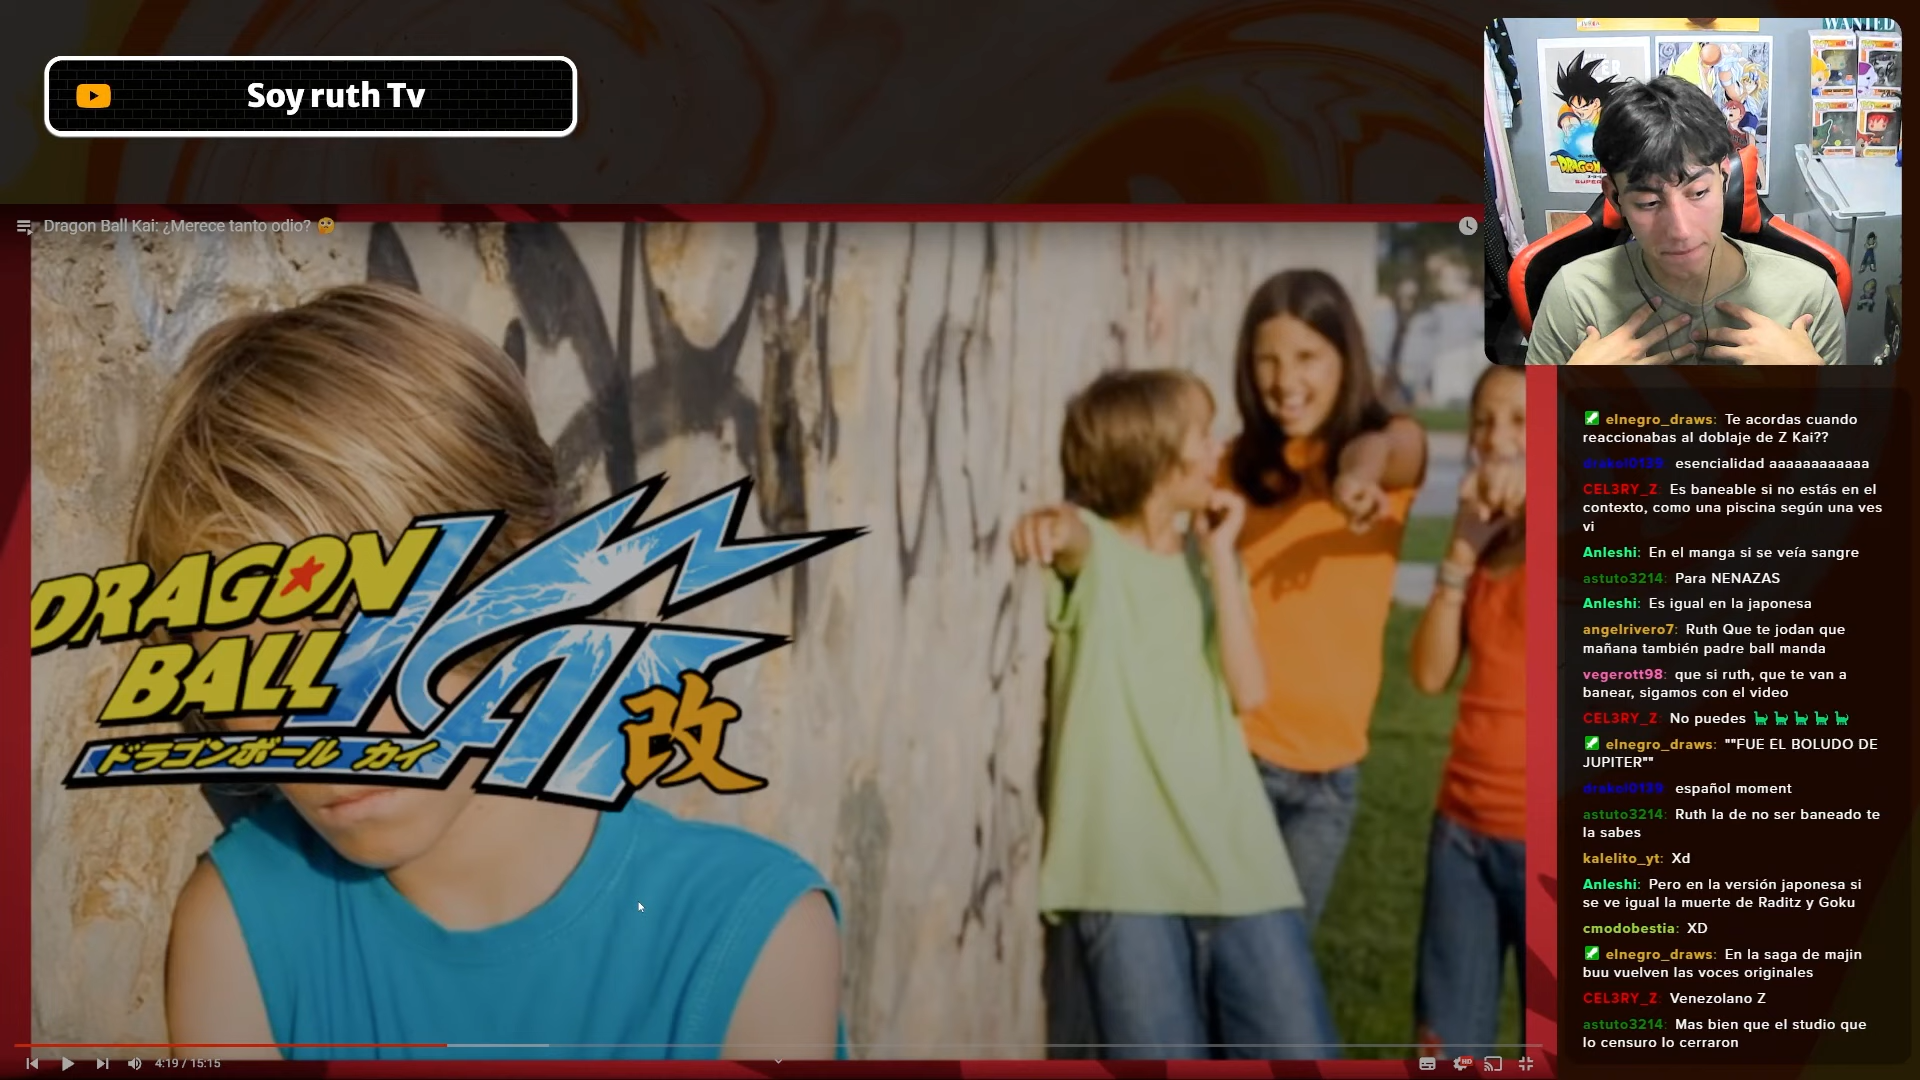 Soy ruth Tv
Dragon Ball Kai: ¿Merece tanto odio? 🤔
DRAGON
BALL
KAI
改
ドラゴンボール カイ
4:19 / 15:15
HD
WANTED
DRAGON
SUPER
elnegro_draws: Te acordas cuando
reaccionabas al doblaje de Z Kai??
esencialidad aaaaaaaaaaaa
CEL3RY_Z: Es baneable si no estás en el
contexto, como una piscina según una ves
vi
Anleshi: En el manga si se veía sangre
astuto3214: Para NENAZAS
Anleshi: Es igual en la japonesa
angelrivero7: Ruth Que te jodan que
mañana también padre ball manda
vegerott98: que si ruth, que te van a
banear, sigamos con el video
CEL3RY_Z: No puedes
elnegro_draws: ""FUE EL BOLUDO DE
JUPITER""
español moment
astuto3214: Ruth la de no ser baneado te
la sabes
kalelito_yt: Xd
Anleshi: Pero en la versión japonesa si
se ve igual la muerte de Raditz y Goku
cmodobestia: XD
elnegro_draws: En la saga de majin
buu vuelven las voces originales
CEL3RY_Z: Venezolano Z
astuto3214: Mas bien que el studio que
lo censuro lo cerraron